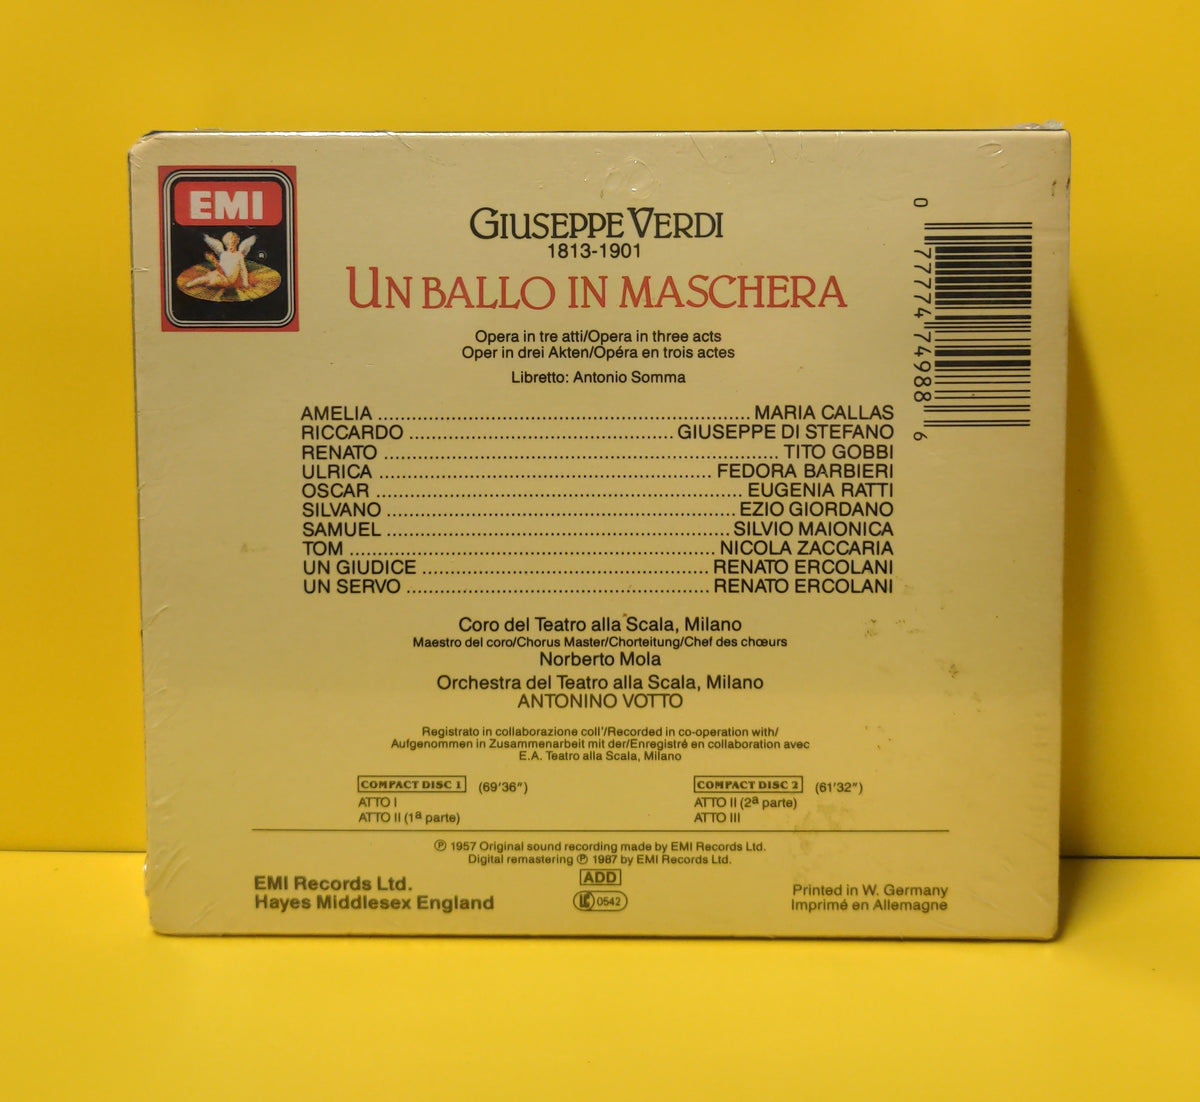 EMI
®
GIUSEPPE VERDI
1813-1901
UN BALLO IN MASCHERA
Opera in tre atti/Opera in three acts
Oper in drei Akten/Opéra en trois actes
Libretto: Antonio Somma
AMELIA ........ MARIA CALLAS
RICCARDO ........ GIUSEPPE DI STEFANO
RENATO ........ TITO GOBBI
ULRICA ........ FEDORA BARBIERI
OSCAR ........ EUGENIA RATTI
SILVANO ........ EZIO GIORDANO
SAMUEL ........ SILVIO MAIONICA
TOM ........ NICOLA ZACCARIA
UN GIUDICE ........ RENATO ERCOLANI
UN SERVO ........ RENATO ERCOLANI
Coro del Teatro alla Scala, Milano
Maestro del coro/Chorus Master/Chorteitung/Chef des chœurs
Norberto Mola
Orchestra del Teatro alla Scala, Milano
ANTONINO VOTTO
Registrato in collaborazione coll'/Recorded in co-operation with/
Aufgenommen in Zusammenarbeit mit der/Enregistré en collaboration avec
E.A. Teatro alla Scala, Milano
COMPACT DISC 1 (69'36")
ATTO I
ATTO II (1ª parte)
COMPACT DISC 2 (61'32")
ATTO II (2ª parte)
ATTO III
℗ 1957 Original sound recording made by EMI Records Ltd.
Digital remastering ℗ 1987 by EMI Records Ltd.
ADD
LC 0542
EMI Records Ltd.
Hayes Middlesex England
Printed in W. Germany
Imprimé en Allemagne
0 77774 74988 6